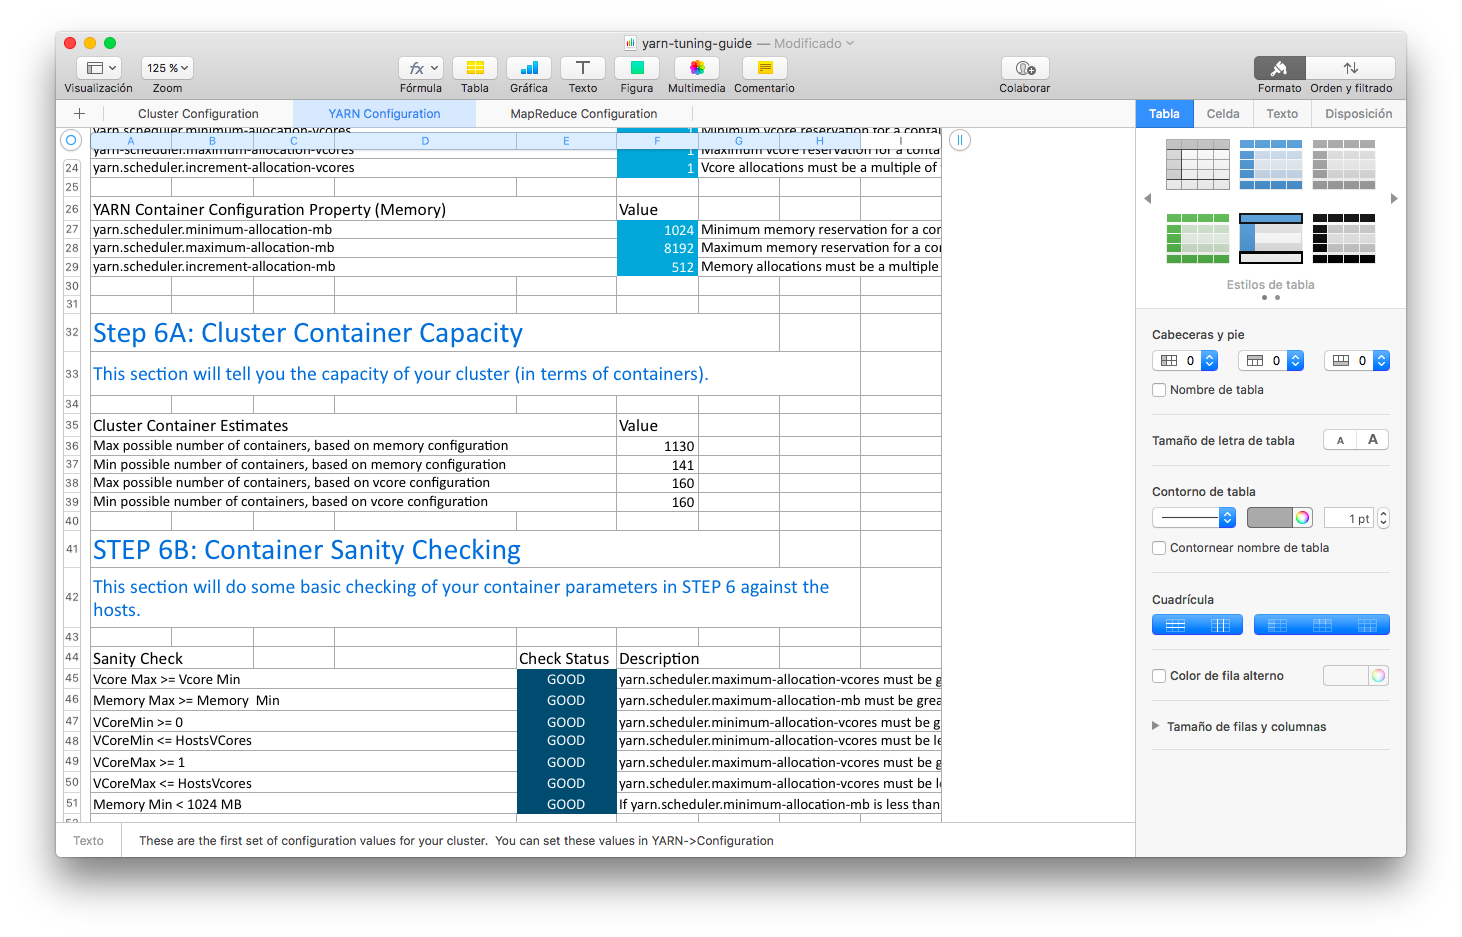 yarn-tuning-guide — Modificado
125 %
Visualización Zoom Fórmula Tabla Gráfica Texto Figura Multimedia Comentario Colaborar Formato Orden y filtrado
Cluster Configuration YARN Configuration MapReduce Configuration
Tabla Celda Texto Disposición
yarn.scheduler.minimum-allocation-vcores 1 Minimum vcore reservation for a contai
A B C D E F G H I
yarn.scheduler.maximum-allocation-vcores 1 Maximum vcore reservation for a conta
24 yarn.scheduler.increment-allocation-vcores 1 Vcore allocations must be a multiple of
25
26 YARN Container Configuration Property (Memory) Value
27 yarn.scheduler.minimum-allocation-mb 1024 Minimum memory reservation for a cor
28 yarn.scheduler.maximum-allocation-mb 8192 Maximum memory reservation for a co
29 yarn.scheduler.increment-allocation-mb 512 Memory allocations must be a multiple
30
31
32 Step 6A: Cluster Container Capacity
33 This section will tell you the capacity of your cluster (in terms of containers).
34
35 Cluster Container Estimates Value
36 Max possible number of containers, based on memory configuration 1130
37 Min possible number of containers, based on memory configuration 141
38 Max possible number of containers, based on vcore configuration 160
39 Min possible number of containers, based on vcore configuration 160
40
41 STEP 6B: Container Sanity Checking
42 This section will do some basic checking of your container parameters in STEP 6 against the
hosts.
43
44 Sanity Check Check Status Description
45 Vcore Max >= Vcore Min GOOD yarn.scheduler.maximum-allocation-vcores must be g
46 Memory Max >= Memory  Min GOOD yarn.scheduler.maximum-allocation-mb must be grea
47 VCoreMin >= 0 GOOD yarn.scheduler.minimum-allocation-vcores must be g
48 VCoreMin <= HostsVCores GOOD yarn.scheduler.minimum-allocation-vcores must be le
49 VCoreMax >= 1 GOOD yarn.scheduler.maximum-allocation-vcores must be g
50 VCoreMax <= HostsVcores GOOD yarn.scheduler.maximum-allocation-vcores must be l
51 Memory Min < 1024 MB GOOD If yarn.scheduler.minimum-allocation-mb is less than
Texto These are the first set of configuration values for your cluster.  You can set these values in YARN->Configuration
Estilos de tabla
Cabeceras y pie
0 0 0
Nombre de tabla
Tamaño de letra de tabla A A
Contorno de tabla
1 pt
Contornear nombre de tabla
Cuadrícula
Color de fila alterno
Tamaño de filas y columnas